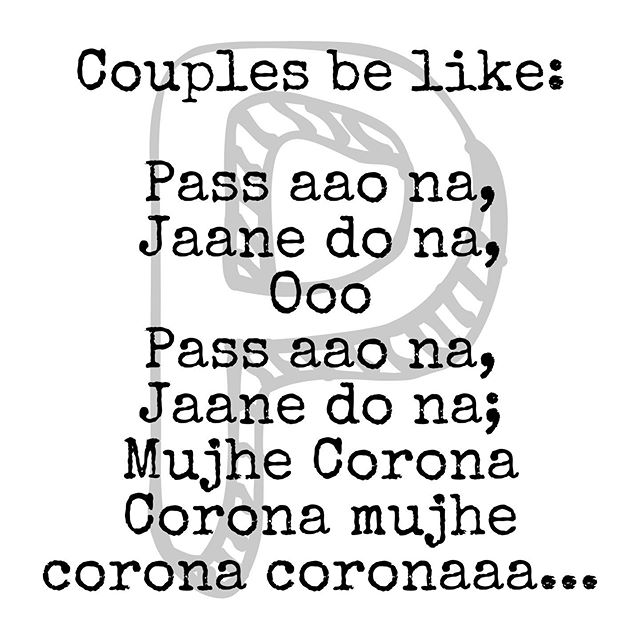 Couples be like:
Pass aao na,
Jaane do na,
Ooo
Pass aao na,
Jaane do na;
Mujhe Corona
Corona mujhe
corona coronaaa...